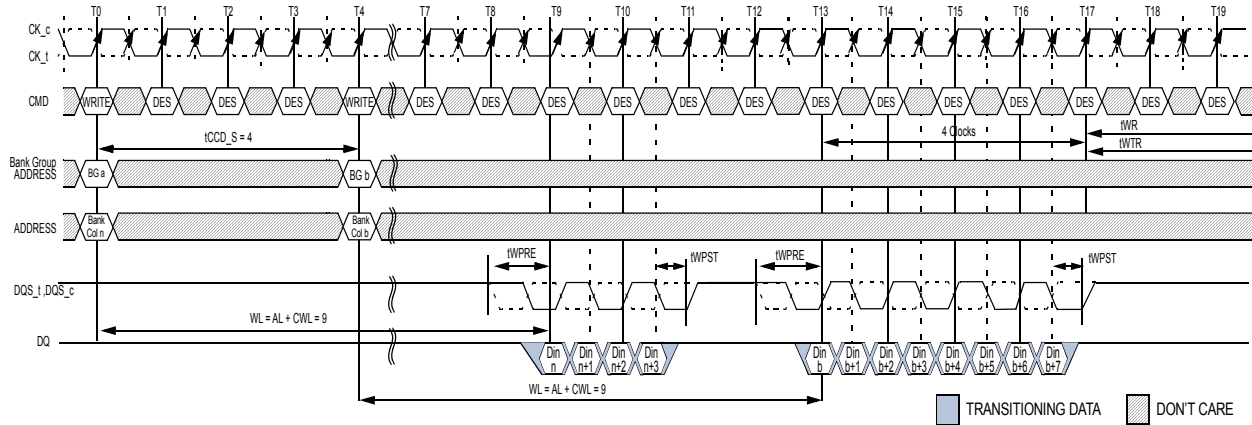 T0 T1 T2 T3 T4 T7 T8 T9 T10 T11 T12 T13 T14 T15 T16 T17 T18 T19
CK_c
CK_t
CMD WRITE DES DES DES WRITE DES DES DES DES DES DES DES DES DES DES DES DES DES
tCCD_S = 4
4 Clocks
tWR
tWTR
Bank Group
ADDRESS
BG a
BG b
ADDRESS
Bank
Col n
Bank
Col b
tWPRE
tWPST
tWPRE
tWPST
DQS_t ,DQS_c
WL = AL + CWL = 9
DQ
Din
n
Din
n+1
Din
n+2
Din
n+3
Din
b
Din
b+1
Din
b+2
Din
b+3
Din
b+4
Din
b+5
Din
b+6
Din
b+7
WL = AL + CWL = 9
TRANSITIONING DATA
DON'T CARE